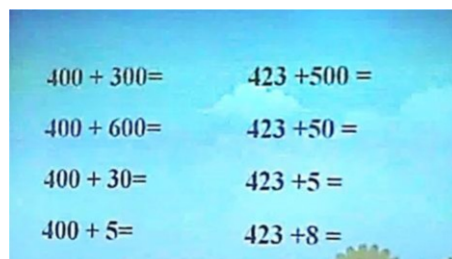 400 + 300=
400 + 600=
400 + 30=
400 + 5=
423 +500 =
423 +50 =
423 +5 =
423 +8 =